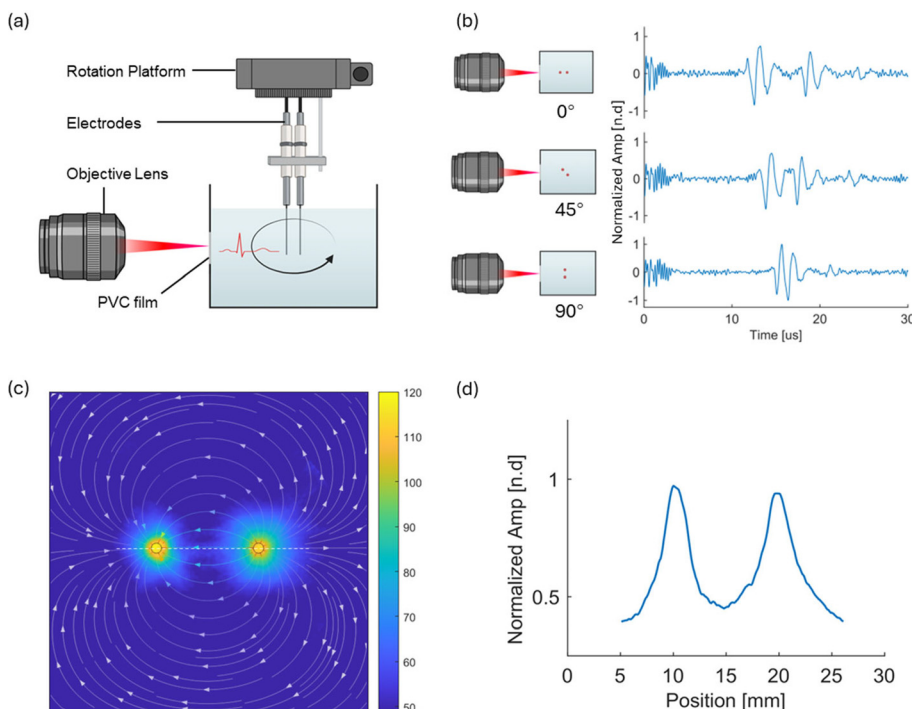 (a)
Rotation Platform
Electrodes
Objective Lens
PVC film
(b)
0°
45°
90°
Normalized Amp [n.d]
1
0
-1
1
0
-1
1
0
-1
0
10
20
30
Time [us]
(c)
120
110
100
90
80
70
60
50
(d)
Normalized Amp [n.d]
1
0.5
0
5
10
15
20
25
30
Position [mm]